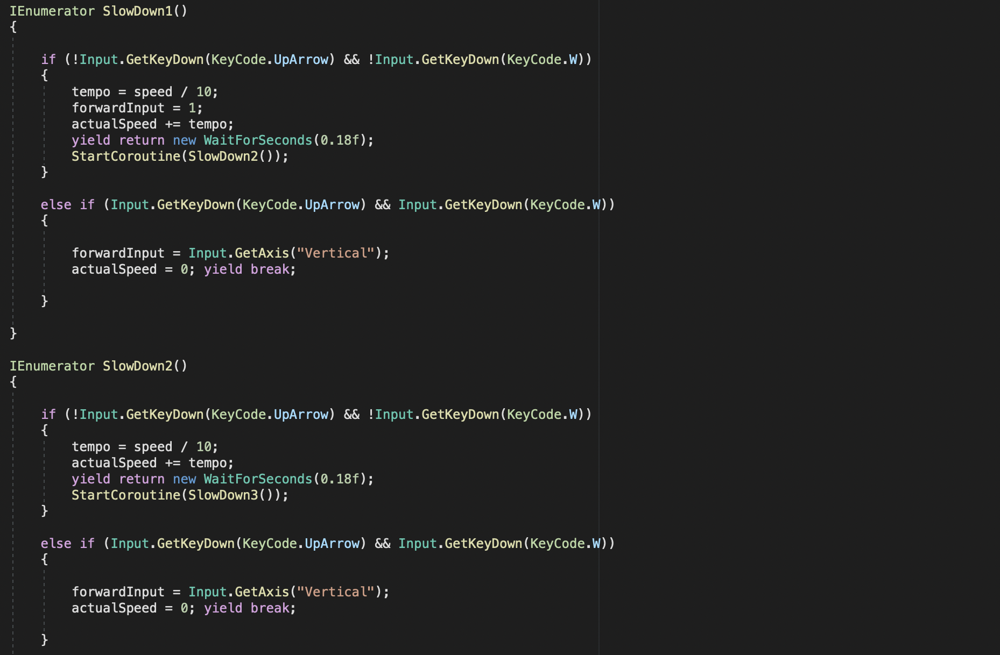 IEnumerator SlowDown1()
{
if (!Input.GetKeyDown(KeyCode.UpArrow) && !Input.GetKeyDown(KeyCode.W))
{
tempo = speed / 10;
forwardInput = 1;
actualSpeed += tempo;
yield return new WaitForSeconds(0.18f);
StartCoroutine(SlowDown2());
}
else if (Input.GetKeyDown(KeyCode.UpArrow) && Input.GetKeyDown(KeyCode.W))
{
forwardInput = Input.GetAxis("Vertical");
actualSpeed = 0; yield break;
}
}
IEnumerator SlowDown2()
{
if (!Input.GetKeyDown(KeyCode.UpArrow) && !Input.GetKeyDown(KeyCode.W))
{
tempo = speed / 10;
actualSpeed += tempo;
yield return new WaitForSeconds(0.18f);
StartCoroutine(SlowDown3());
}
else if (Input.GetKeyDown(KeyCode.UpArrow) && Input.GetKeyDown(KeyCode.W))
{
forwardInput = Input.GetAxis("Vertical");
actualSpeed = 0; yield break;
}